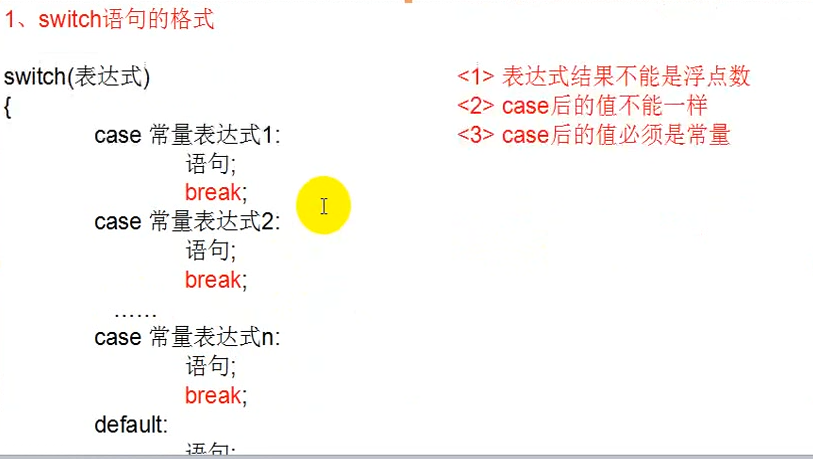 1、switch语句的格式
switch(表达式)
{
case 常量表达式1:
语句;
break;
case 常量表达式2:
语句;
break;
……
case 常量表达式n:
语句;
break;
default:
语句;
<1> 表达式结果不能是浮点数
<2> case后的值不能一样
<3> case后的值必须是常量